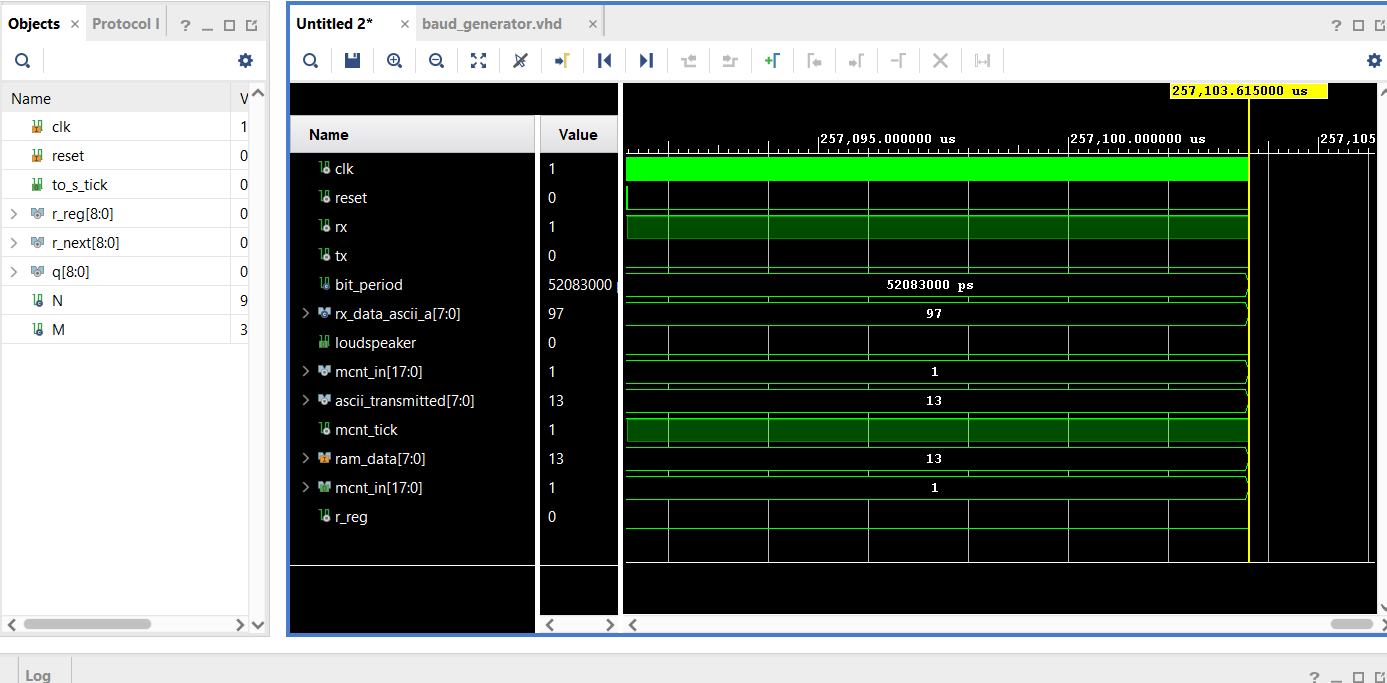 Objects × Protocol I ?
Untitled 2* × baud_generator.vhd × ?
Name V
clk 1
reset 0
to_s_tick 0
r_reg[8:0] 0
r_next[8:0] 0
q[8:0] 0
N 9
M 3
257,103.615000 us
Name Value
257,095.000000 us 257,100.000000 us 257,105
clk 1
reset 0
rx 1
tx 0
bit_period 52083000 52083000 ps
rx_data_ascii_a[7:0] 97 97
loudspeaker 0
mcnt_in[17:0] 1 1
ascii_transmitted[7:0] 13 13
mcnt_tick 1
ram_data[7:0] 13 13
mcnt_in[17:0] 1 1
r_reg 0
Log ?